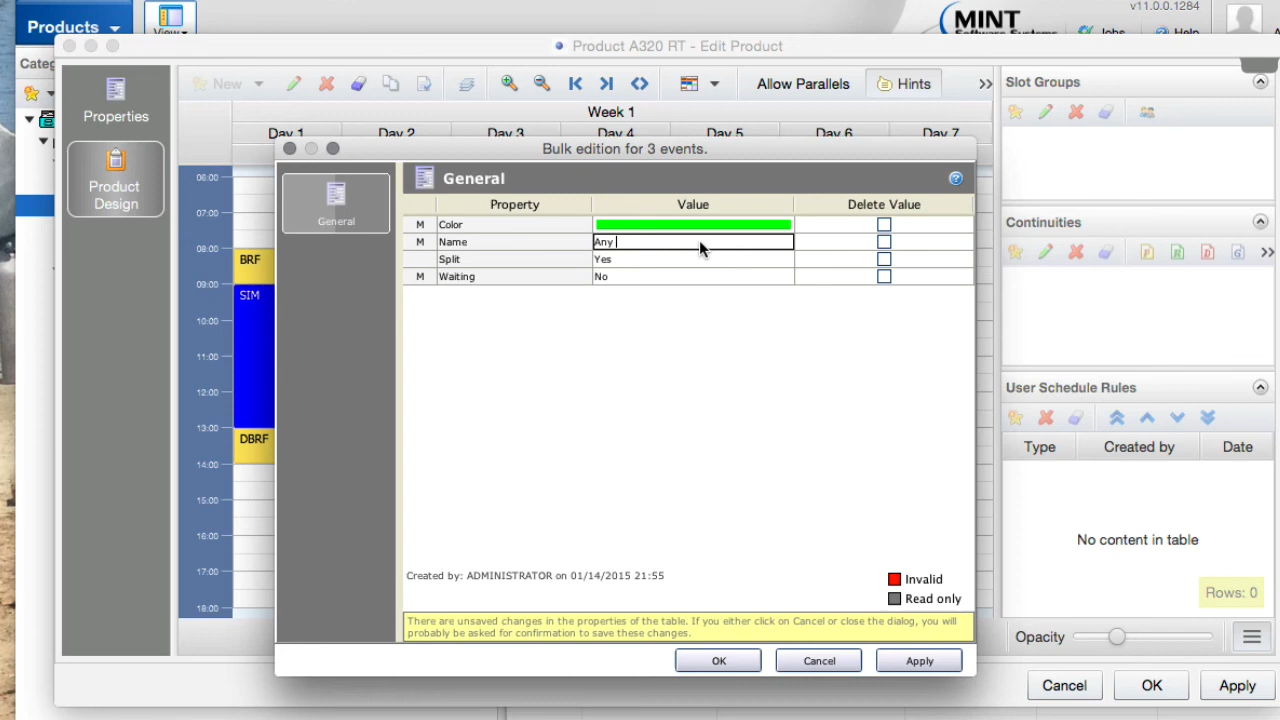 Products
View
MINT
Software Systems
v11.0.0.1284
Jobs
Help
Product A320 RT - Edit Product
Properties
Product
Design
New
Allow Parallels
Hints
Week 1
Day 1
Day 2
Day 3
Day 4
Day 5
Day 6
Day 7
06:00
07:00
08:00
09:00
10:00
11:00
12:00
13:00
14:00
15:00
16:00
17:00
18:00
BRF
SIM
DBRF
Bulk edition for 3 events.
General
General
Property Value Delete Value
M Color
M Name Any
Split Yes
M Waiting No
Created by: ADMINISTRATOR on 01/14/2015 21:55
Invalid
Read only
There are unsaved changes in the properties of the table. If you either click on Cancel or close the dialog, you will
probably be asked for confirmation to save these changes.
OK Cancel Apply
Slot Groups
Continuities
P R D G
User Schedule Rules
Type Created by Date
No content in table
Rows: 0
Opacity
Cancel OK Apply